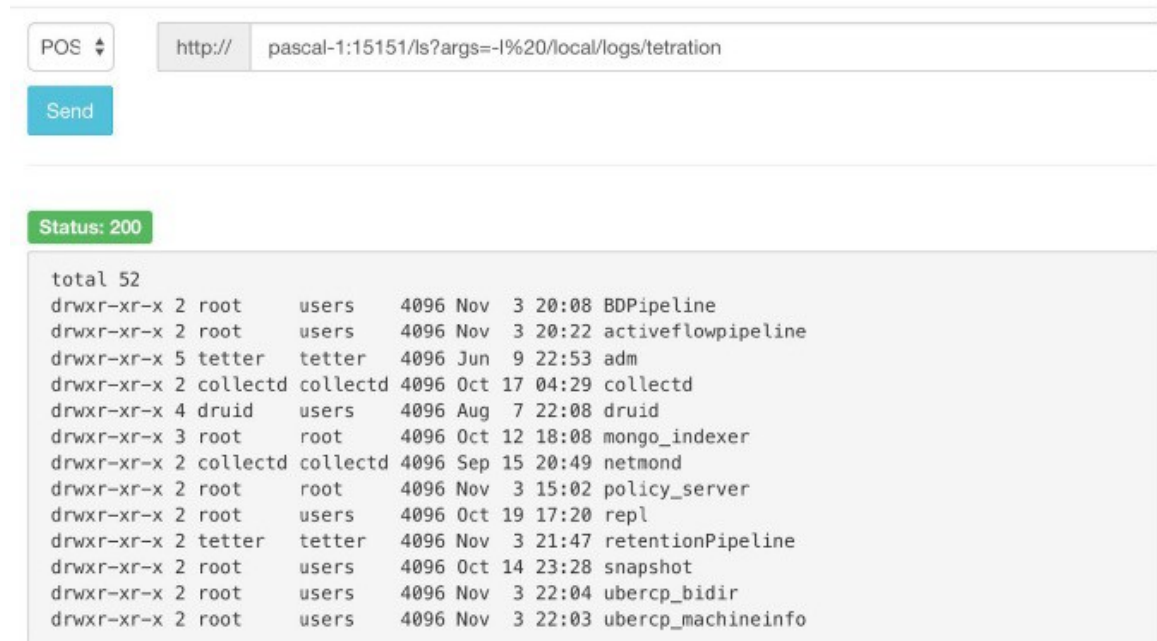 POS http:// pascal-1:15151/ls?args=-l%20/local/logs/tetration
Send
Status: 200
total 52
drwxr-xr-x 2 root     users    4096 Nov  3 20:08 BDPipeline
drwxr-xr-x 2 root     users    4096 Nov  3 20:22 activeflowpipeline
drwxr-xr-x 5 tetter   tetter   4096 Jun  9 22:53 adm
drwxr-xr-x 2 collectd collectd 4096 Oct 17 04:29 collectd
drwxr-xr-x 4 druid    users    4096 Aug  7 22:08 druid
drwxr-xr-x 3 root     root     4096 Oct 12 18:08 mongo_indexer
drwxr-xr-x 2 collectd collectd 4096 Sep 15 20:49 netmond
drwxr-xr-x 2 root     root     4096 Nov  3 15:02 policy_server
drwxr-xr-x 2 root     users    4096 Oct 19 17:20 repl
drwxr-xr-x 2 tetter   tetter   4096 Nov  3 21:47 retentionPipeline
drwxr-xr-x 2 root     users    4096 Oct 14 23:28 snapshot
drwxr-xr-x 2 root     users    4096 Nov  3 22:04 ubercp_bidir
drwxr-xr-x 2 root     users    4096 Nov  3 22:03 ubercp_machineinfo